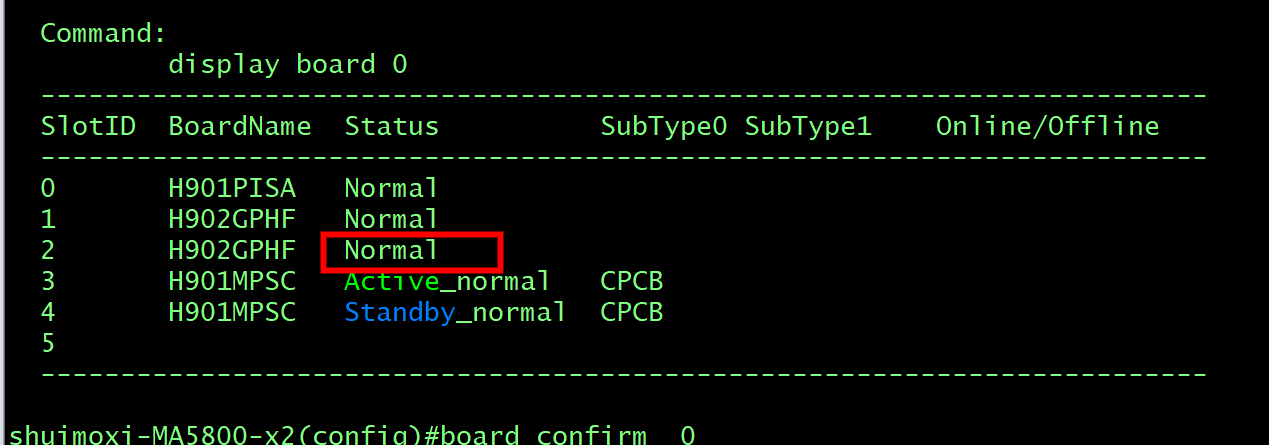 Command:
display board 0
-------------------------------------------------------------------------
SlotID BoardName Status SubType0 SubType1 Online/Offline
-------------------------------------------------------------------------
0 H901PISA Normal
1 H902GPHF Normal
2 H902GPHF Normal
3 H901MPSC Active_normal CPCB
4 H901MPSC Standby_normal CPCB
5
-------------------------------------------------------------------------
shuimoxi-MA5800-x2(config)#board confirm 0